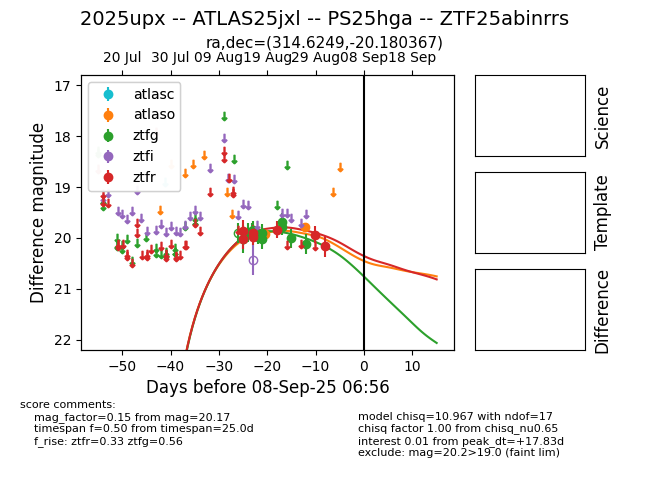 2025upx -- ATLAS25jxl -- PS25hga -- ZTF25abinrrs
ra,dec=(314.6249,-20.180367)
20 Jul 30 Jul 09 Aug 19 Aug 29 Aug 08 Sep 18 Sep
17
18
19
20
21
22
Difference magnitude
atlasc
atlaso
ztfg
ztfi
ztfr
−50 −40 −30 −20 −10 0 10
Days before 08-Sep-25 06:56
Science
Template
Difference
score comments:
mag_factor=0.15 from mag=20.17
timespan f=0.50 from timespan=25.0d
f_rise: ztfr=0.33 ztfg=0.56
model chisq=10.967 with ndof=17
chisq factor 1.00 from chisq_nu0.65
interest 0.01 from peak_dt=+17.83d
exclude: mag=20.2>19.0 (faint lim)